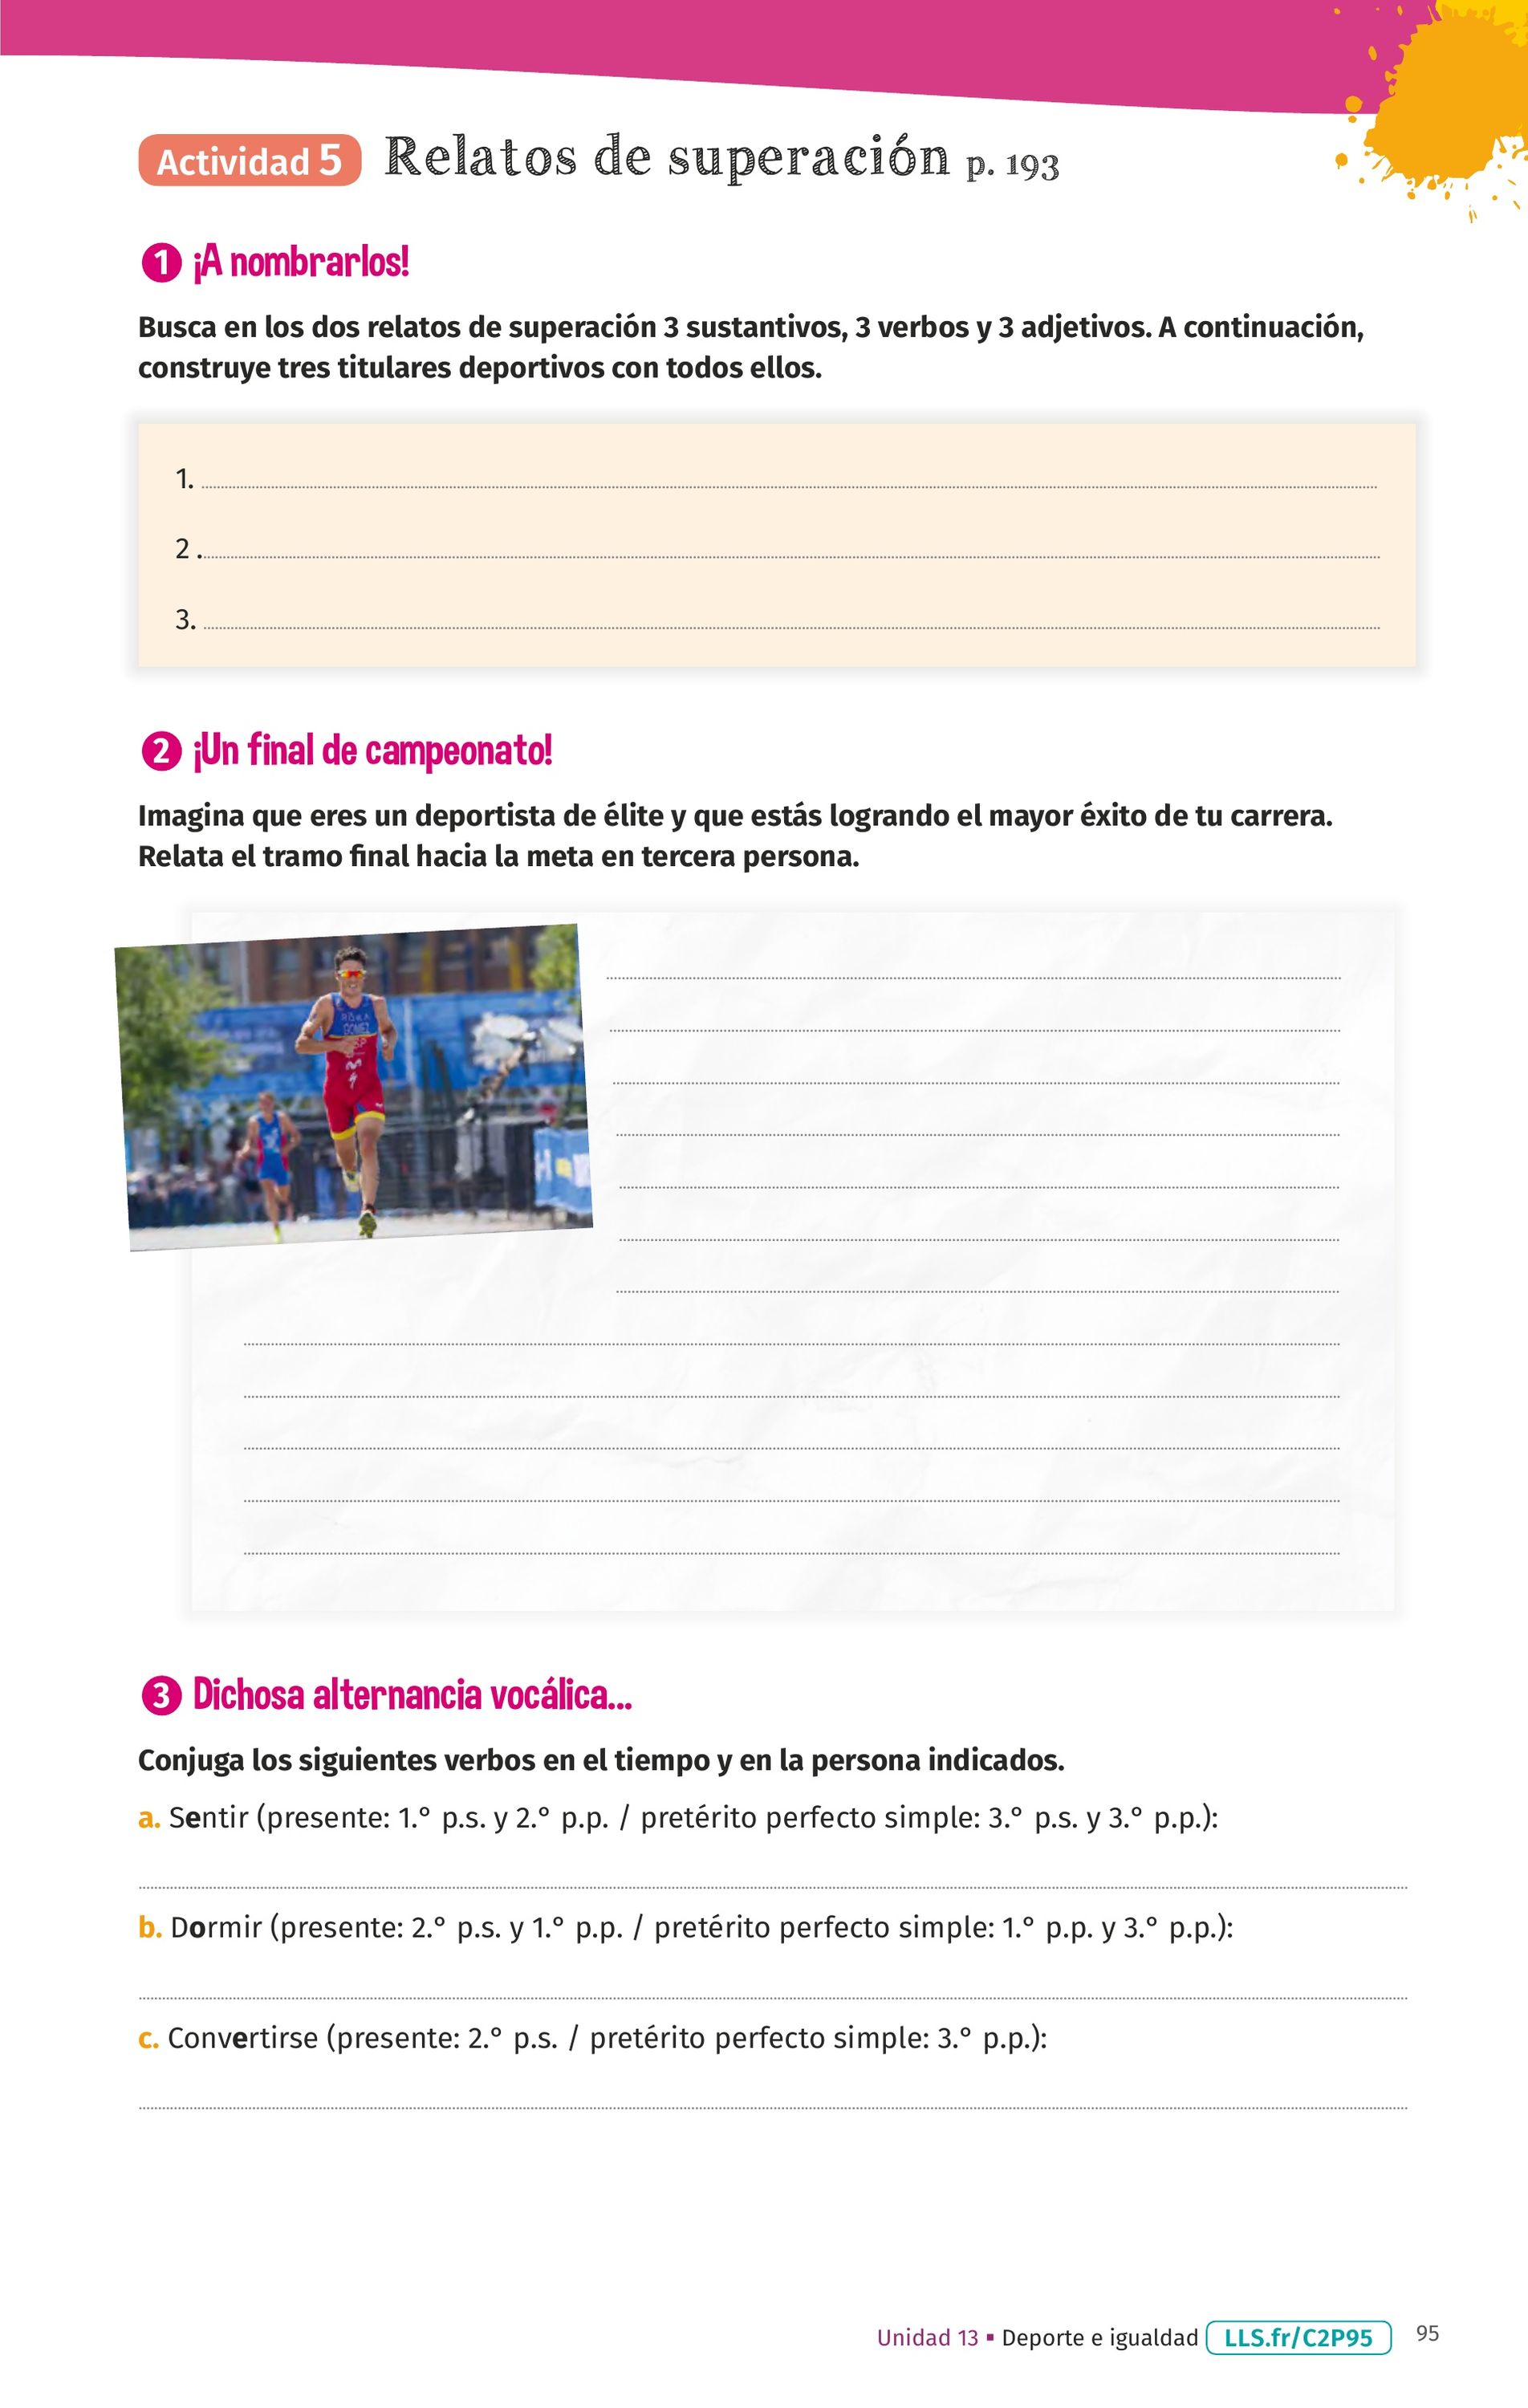 Actividad 5 Relatos de superación p. 193
1 ¡A nombrarlos!
Busca en los dos relatos de superación 3 sustantivos, 3 verbos y 3 adjetivos. A continuación,
construye tres titulares deportivos con todos ellos.
1.
2 .
3.
2 ¡Un final de campeonato!
Imagina que eres un deportista de élite y que estás logrando el mayor éxito de tu carrera.
Relata el tramo final hacia la meta en tercera persona.
ROKA
GOMEZ
ESP
3 Dichosa alternancia vocálica...
Conjuga los siguientes verbos en el tiempo y en la persona indicados.
a. Sentir (presente: 1.° p.s. y 2.° p.p. / pretérito perfecto simple: 3.° p.s. y 3.° p.p.):
b. Dormir (presente: 2.° p.s. y 1.° p.p. / pretérito perfecto simple: 1.° p.p. y 3.° p.p.):
c. Convertirse (presente: 2.° p.s. / pretérito perfecto simple: 3.° p.p.):
Unidad 13 ▪ Deporte e igualdad LLS.fr/C2P95 95